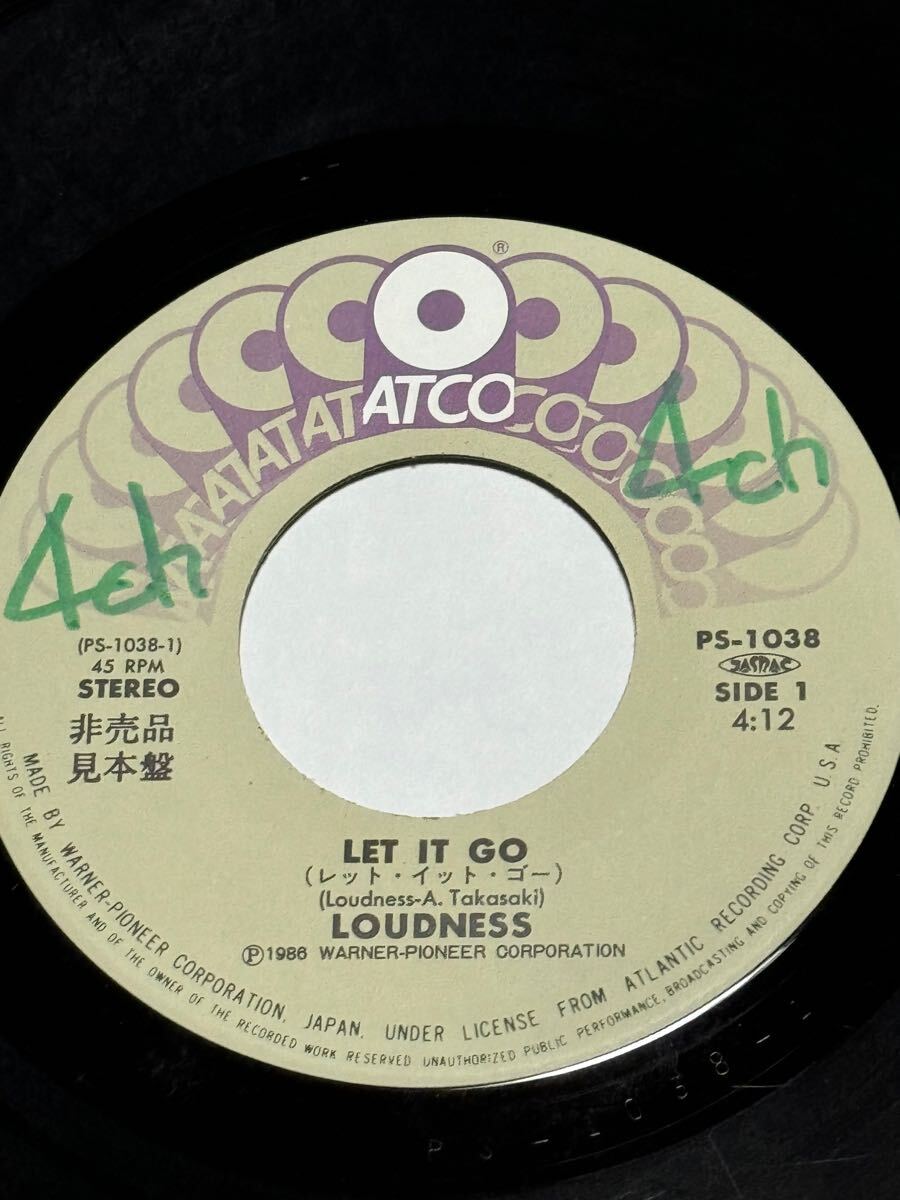 ®
ATCO
4ch
4ch
(PS-1038-1)
45 RPM
STEREO
非売品
見本盤
PS-1038
JASRAC
SIDE 1
4:12
LET IT GO
(レット・イット・ゴー)
(Loudness-A. Takasaki)
LOUDNESS
Ⓟ1986 WARNER-PIONEER CORPORATION
MADE BY WARNER-PIONEER CORPORATION, JAPAN, UNDER LICENSE FROM ATLANTIC RECORDING CORP. U.S.A
ALL RIGHTS OF THE MANUFACTURER AND OF THE OWNER OF THE RECORDED WORK RESERVED UNAUTHORIZED PUBLIC PERFORMANCE, BROADCASTING AND COPYING OF THIS RECORD PROHIBITED.
PS-1038--